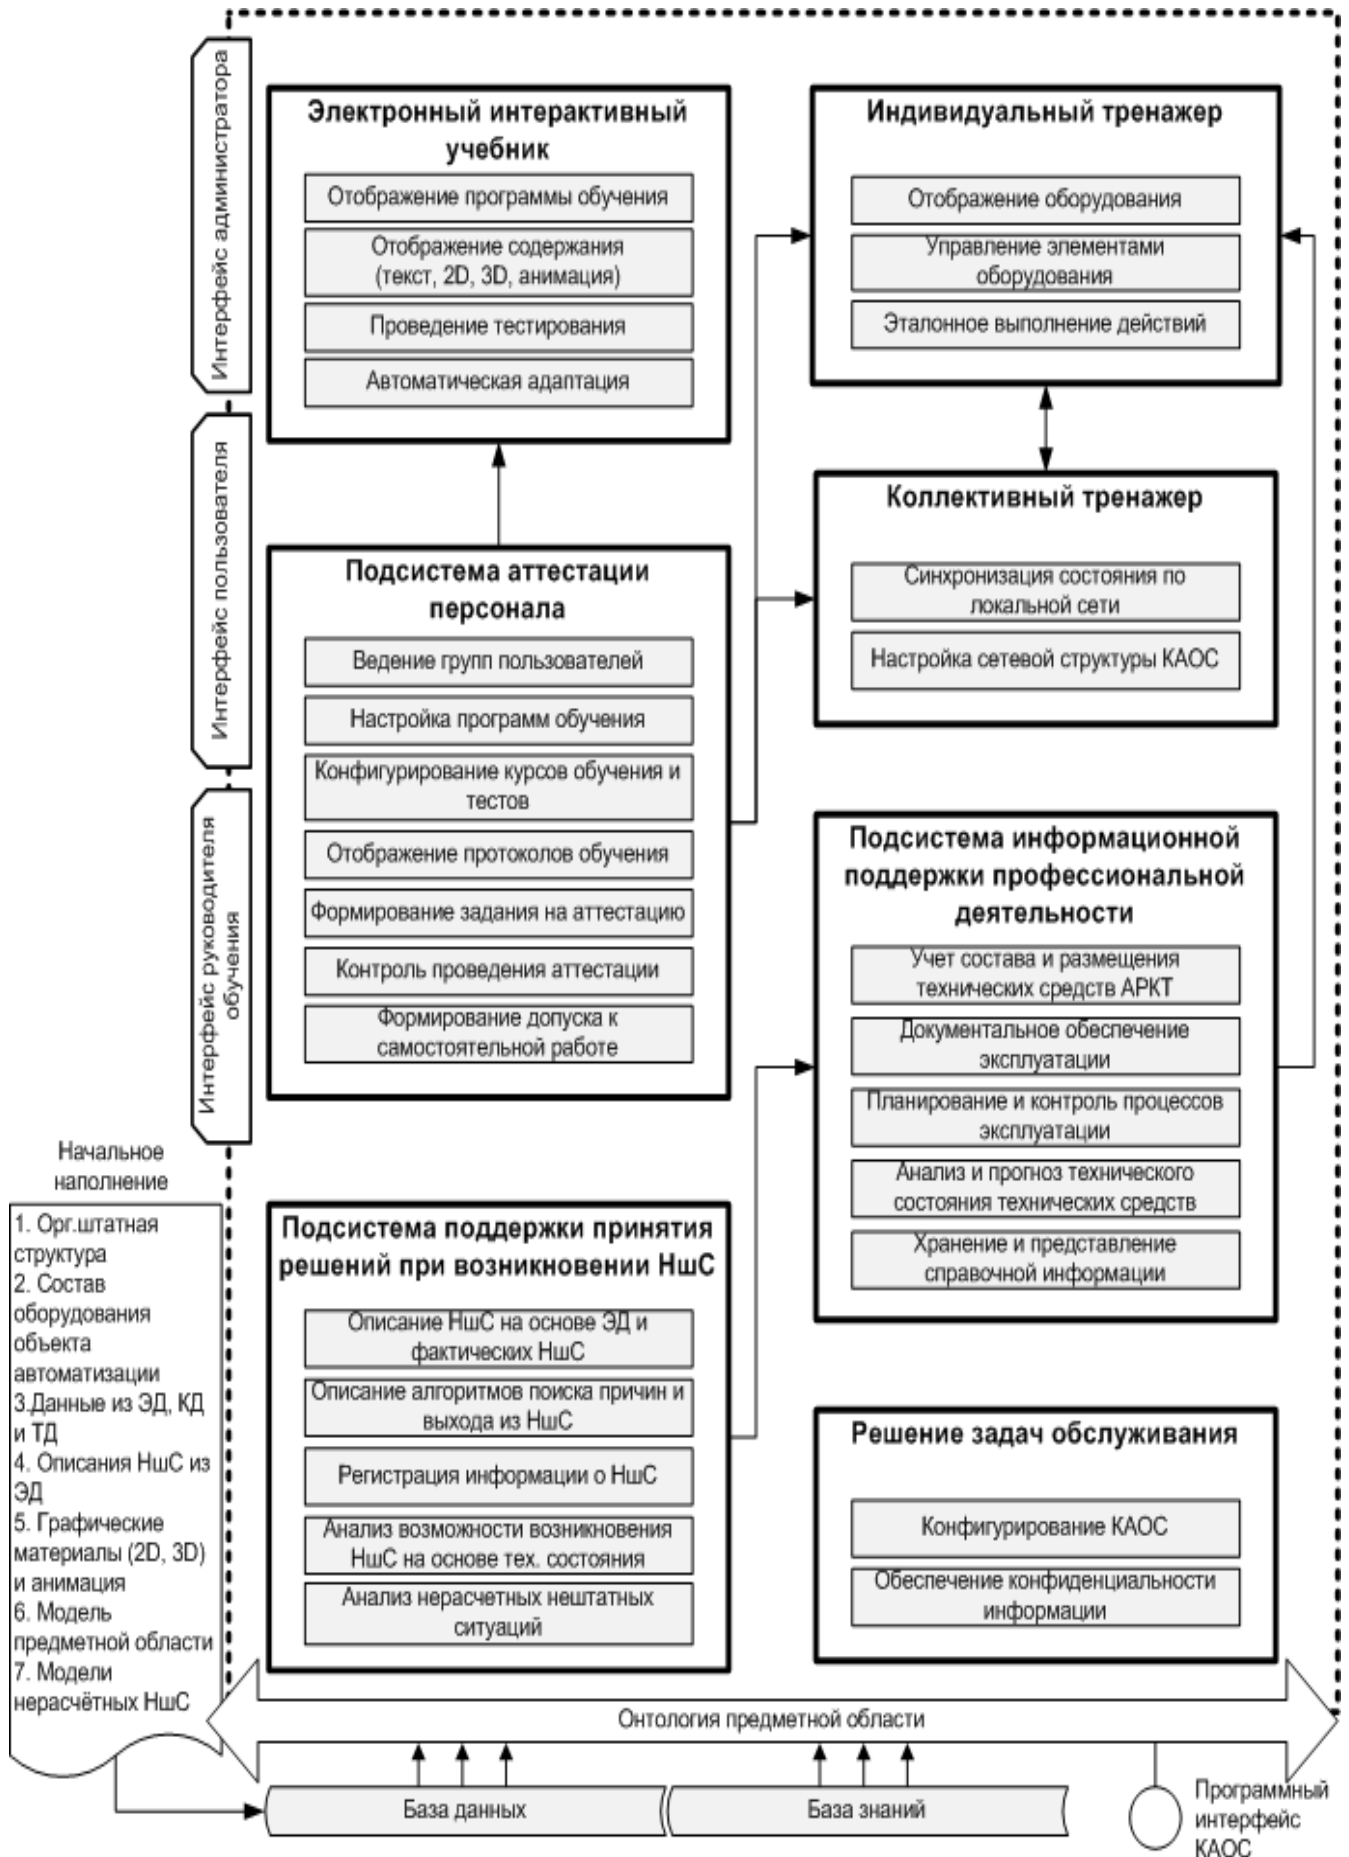 Интерфейс администратора
Интерфейс пользователя
Интерфейс руководителя
обучения
Электронный интерактивный
учебник
Отображение программы обучения
Отображение содержания
(текст, 2D, 3D, анимация)
Проведение тестирования
Автоматическая адаптация
Индивидуальный тренажер
Отображение оборудования
Управление элементами
оборудования
Эталонное выполнение действий
Коллективный тренажер
Синхронизация состояния по
локальной сети
Настройка сетевой структуры КАОС
Подсистема аттестации
персонала
Ведение групп пользователей
Настройка программ обучения
Конфигурирование курсов обучения и
тестов
Отображение протоколов обучения
Формирование задания на аттестацию
Контроль проведения аттестации
Формирование допуска к
самостоятельной работе
Подсистема информационной
поддержки профессиональной
деятельности
Учет состава и размещения
технических средств АРКТ
Документальное обеспечение
эксплуатации
Планирование и контроль процессов
эксплуатации
Анализ и прогноз технического
состояния технических средств
Хранение и представление
справочной информации
Начальное
наполнение
1. Орг.штатная
структура
2. Состав
оборудования
объекта
автоматизации
3.Данные из ЭД, КД
и ТД
4. Описания НшС из
ЭД
5. Графические
материалы (2D, 3D)
и анимация
6. Модель
предметной области
7. Модели
нерасчётных НшС
Подсистема поддержки принятия
решений при возникновении НшС
Описание НшС на основе ЭД и
фактических НшС
Описание алгоритмов поиска причин и
выхода из НшС
Регистрация информации о НшС
Анализ возможности возникновения
НшС на основе тех. состояния
Анализ нерасчетных нештатных
ситуаций
Решение задач обслуживания
Конфигурирование КАОС
Обеспечение конфиденциальности
информации
Онтология предметной области
База данных
База знаний
Программный
интерфейс
КАОС